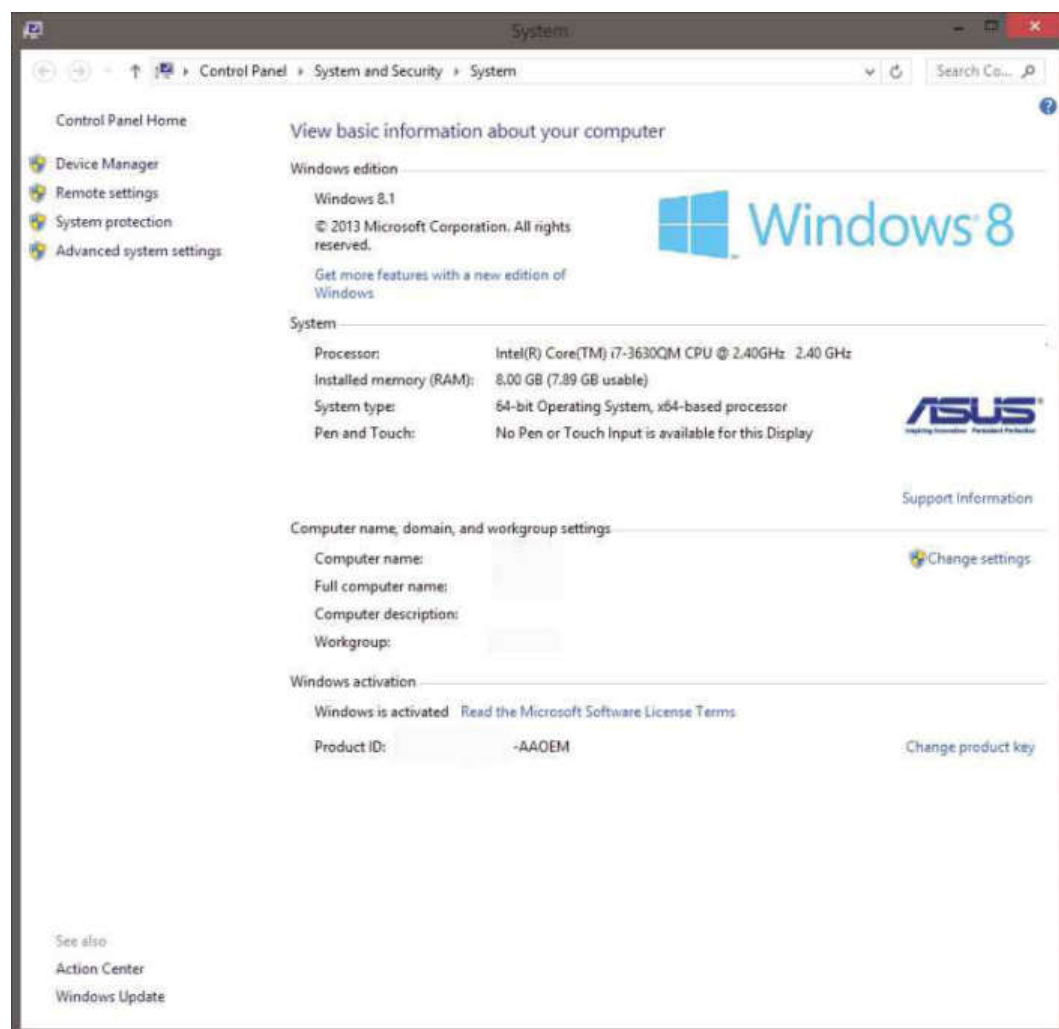 System
Control Panel System and Security System
Search Co...
Control Panel Home
Device Manager
Remote settings
System protection
Advanced system settings
View basic information about your computer
Windows edition
Windows 8.1
© 2013 Microsoft Corporation. All rights
reserved.
Get more features with a new edition of
Windows
Windows 8
System
Processor: Intel(R) Core(TM) i7-3630QM CPU @ 2.40GHz 2.40 GHz
Installed memory (RAM): 8.00 GB (7.89 GB usable)
System type: 64-bit Operating System, x64-based processor
Pen and Touch: No Pen or Touch Input is available for this Display
ASUS
Inspiring Innovation Persistent Perfection
Support Information
Computer name, domain, and workgroup settings
Computer name:
Change settings
Full computer name:
Computer description:
Workgroup:
Windows activation
Windows is activated Read the Microsoft Software License Terms
Product ID: -AAOEM
Change product key
See also
Action Center
Windows Update